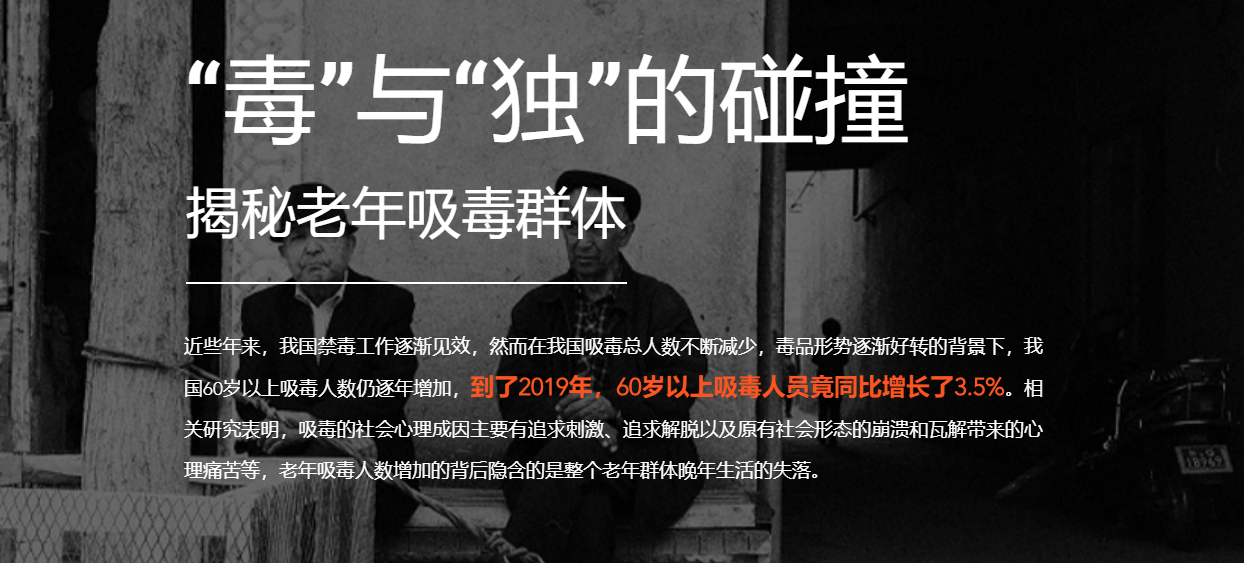 “毒”与“独”的碰撞
揭秘老年吸毒群体
近些年来，我国禁毒工作逐渐见效，然而在我国吸毒总人数不断减少，毒品形势逐渐好转的背景下，我
国60岁以上吸毒人数仍逐年增加，到了2019年，60岁以上吸毒人员竟同比增长了3.5%。相
关研究表明，吸毒的社会心理成因主要有追求刺激、追求解脱以及原有社会形态的崩溃和瓦解带来的心
理痛苦等，老年吸毒人数增加的背后隐含的是整个老年群体晚年生活的失落。